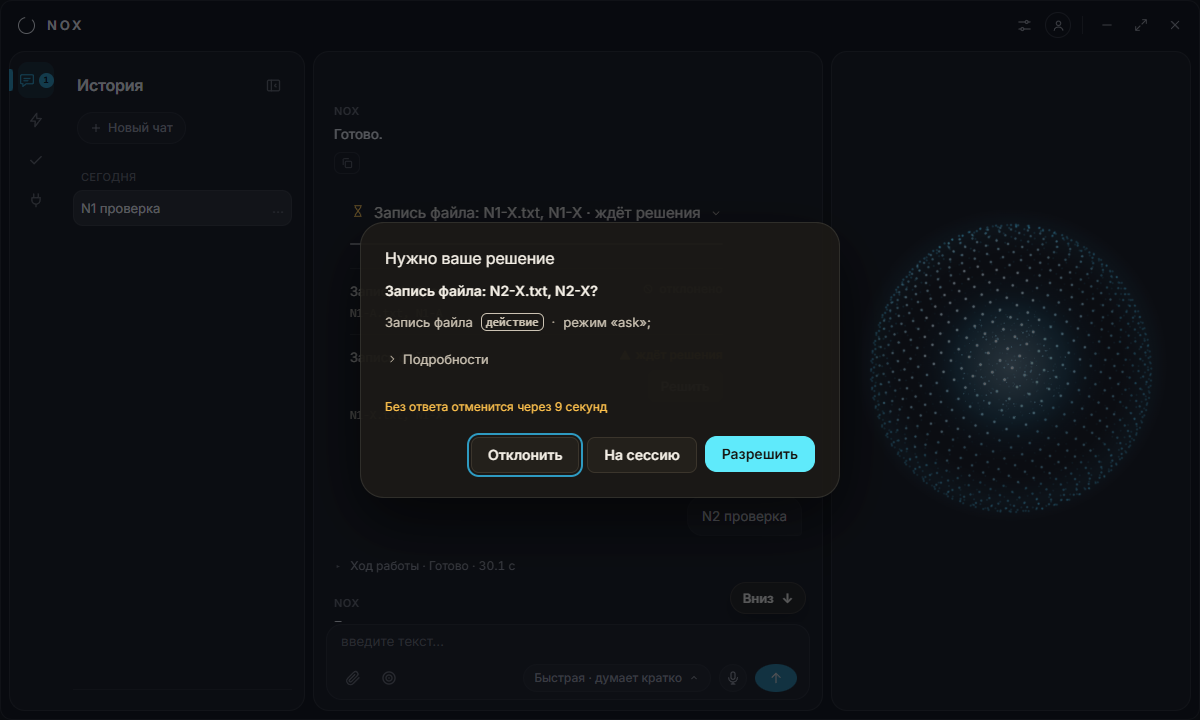 NOX
1
История
+ Новый чат
СЕГОДНЯ
N1 проверка
...
NOX
Готово.
Запись файла: N1-X.txt, N1-X · ждёт решения
Нужно ваше решение
Запись файла: N2-X.txt, N2-X?
Запись файла действие · режим «ask»;
Подробности
Без ответа отменится через 9 секунд
Отклонить
На сессию
Разрешить
N2 проверка
· Ход работы · Готово · 30.1 с
NOX
Вниз ↓
введите текст...
Быстрая · думает кратко